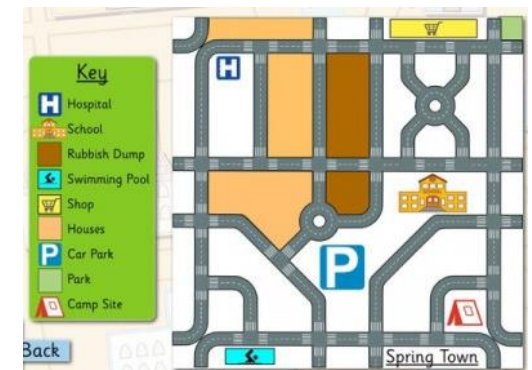 Key
H Hospital
School
Rubbish Dump
Swimming Pool
Shop
Houses
P Car Park
Park
Camp Site
Back
H
P
Spring Town